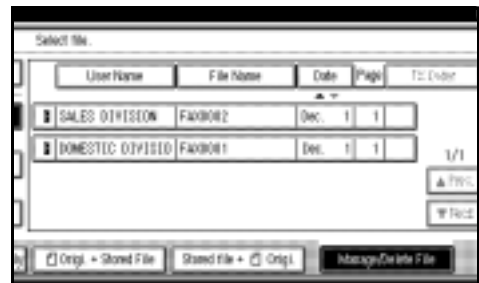 Select file.
User Name File Name Date Page
SALES DIVISION FAX0002 Dec. 1 1
DOMESTIC DIVISIO FAX0001 Dec. 1 1
1/1
▲ Prev.
▼ Next
Origi. + Stored File Stored file + Origi. Manage/Delete File